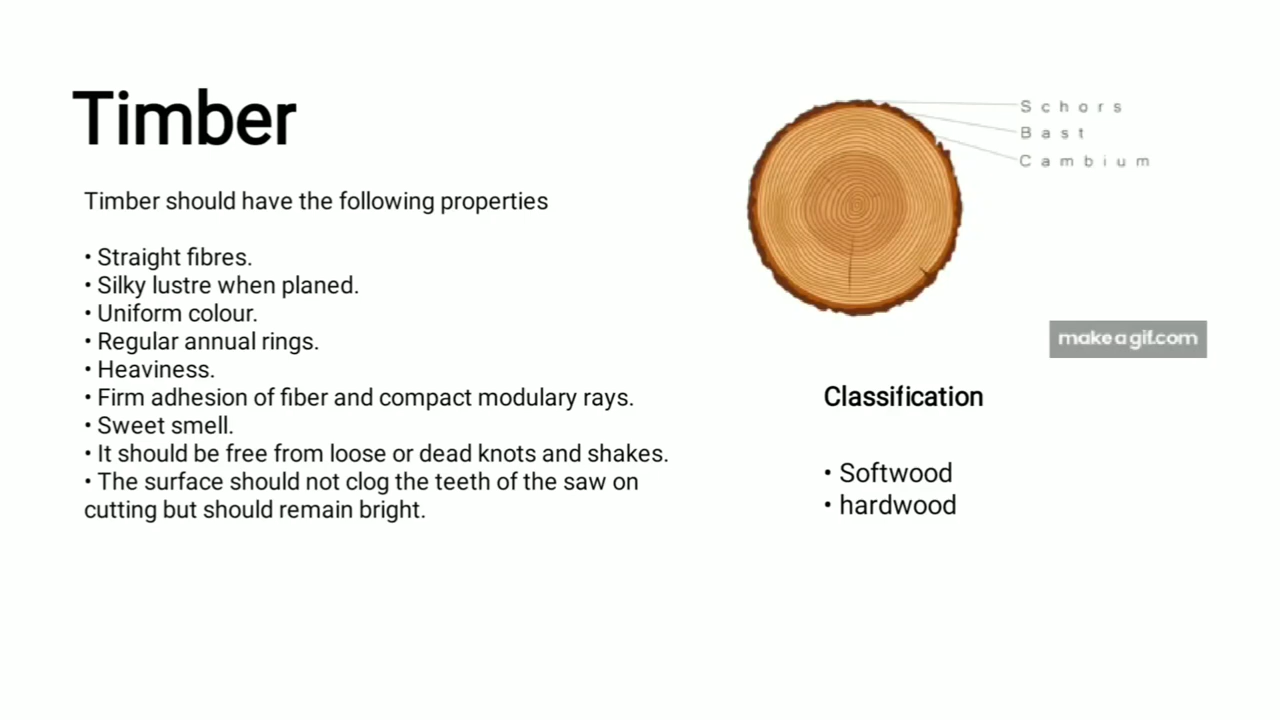 Timber
Timber should have the following properties
• Straight fibres.
• Silky lustre when planed.
• Uniform colour.
• Regular annual rings.
• Heaviness.
• Firm adhesion of fiber and compact modulary rays.
• Sweet smell.
• It should be free from loose or dead knots and shakes.
• The surface should not clog the teeth of the saw on
cutting but should remain bright.
Schors
Bast
Cambium
makeagif.com
Classification
• Softwood
• hardwood